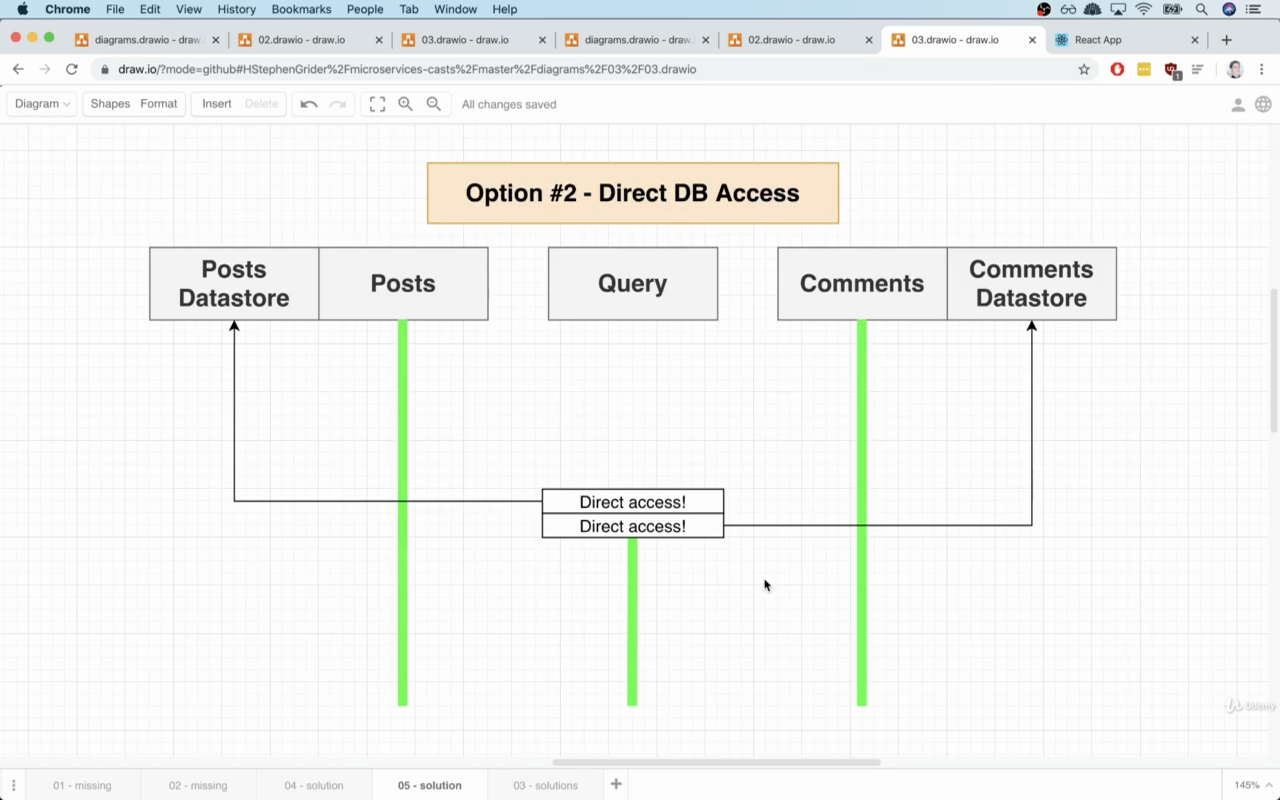 Chrome File Edit View History Bookmarks People Tab Window Help
diagrams.drawio - draw. 02.drawio - draw.io 03.drawio - draw.io diagrams.drawio - draw. 02.drawio - draw.io 03.drawio - draw.io React App
draw.io/?mode=github#HStephenGrider%2Fmicroservices-casts%2Fmaster%2Fdiagrams%2F03%2F03.drawio
Diagram Shapes Format Insert Delete All changes saved
Option #2 - Direct DB Access
Posts
Datastore
Posts
Query
Comments
Comments
Datastore
Direct access!
Direct access!
Udemy
01 - missing 02 - missing 04 - solution 05 - solution 03 - solutions 145%